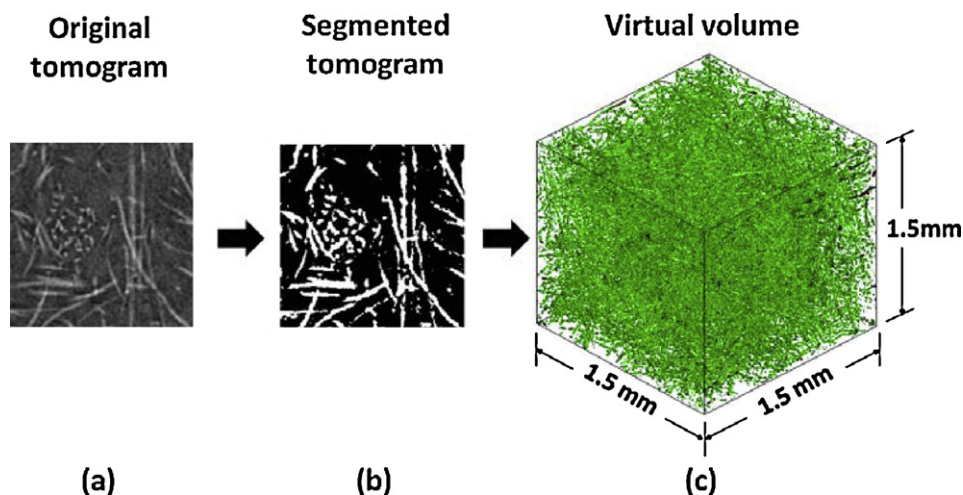 Original
tomogram
Segmented
tomogram
Virtual volume
1.5mm
1.5 mm
1.5 mm
(a)
(b)
(c)